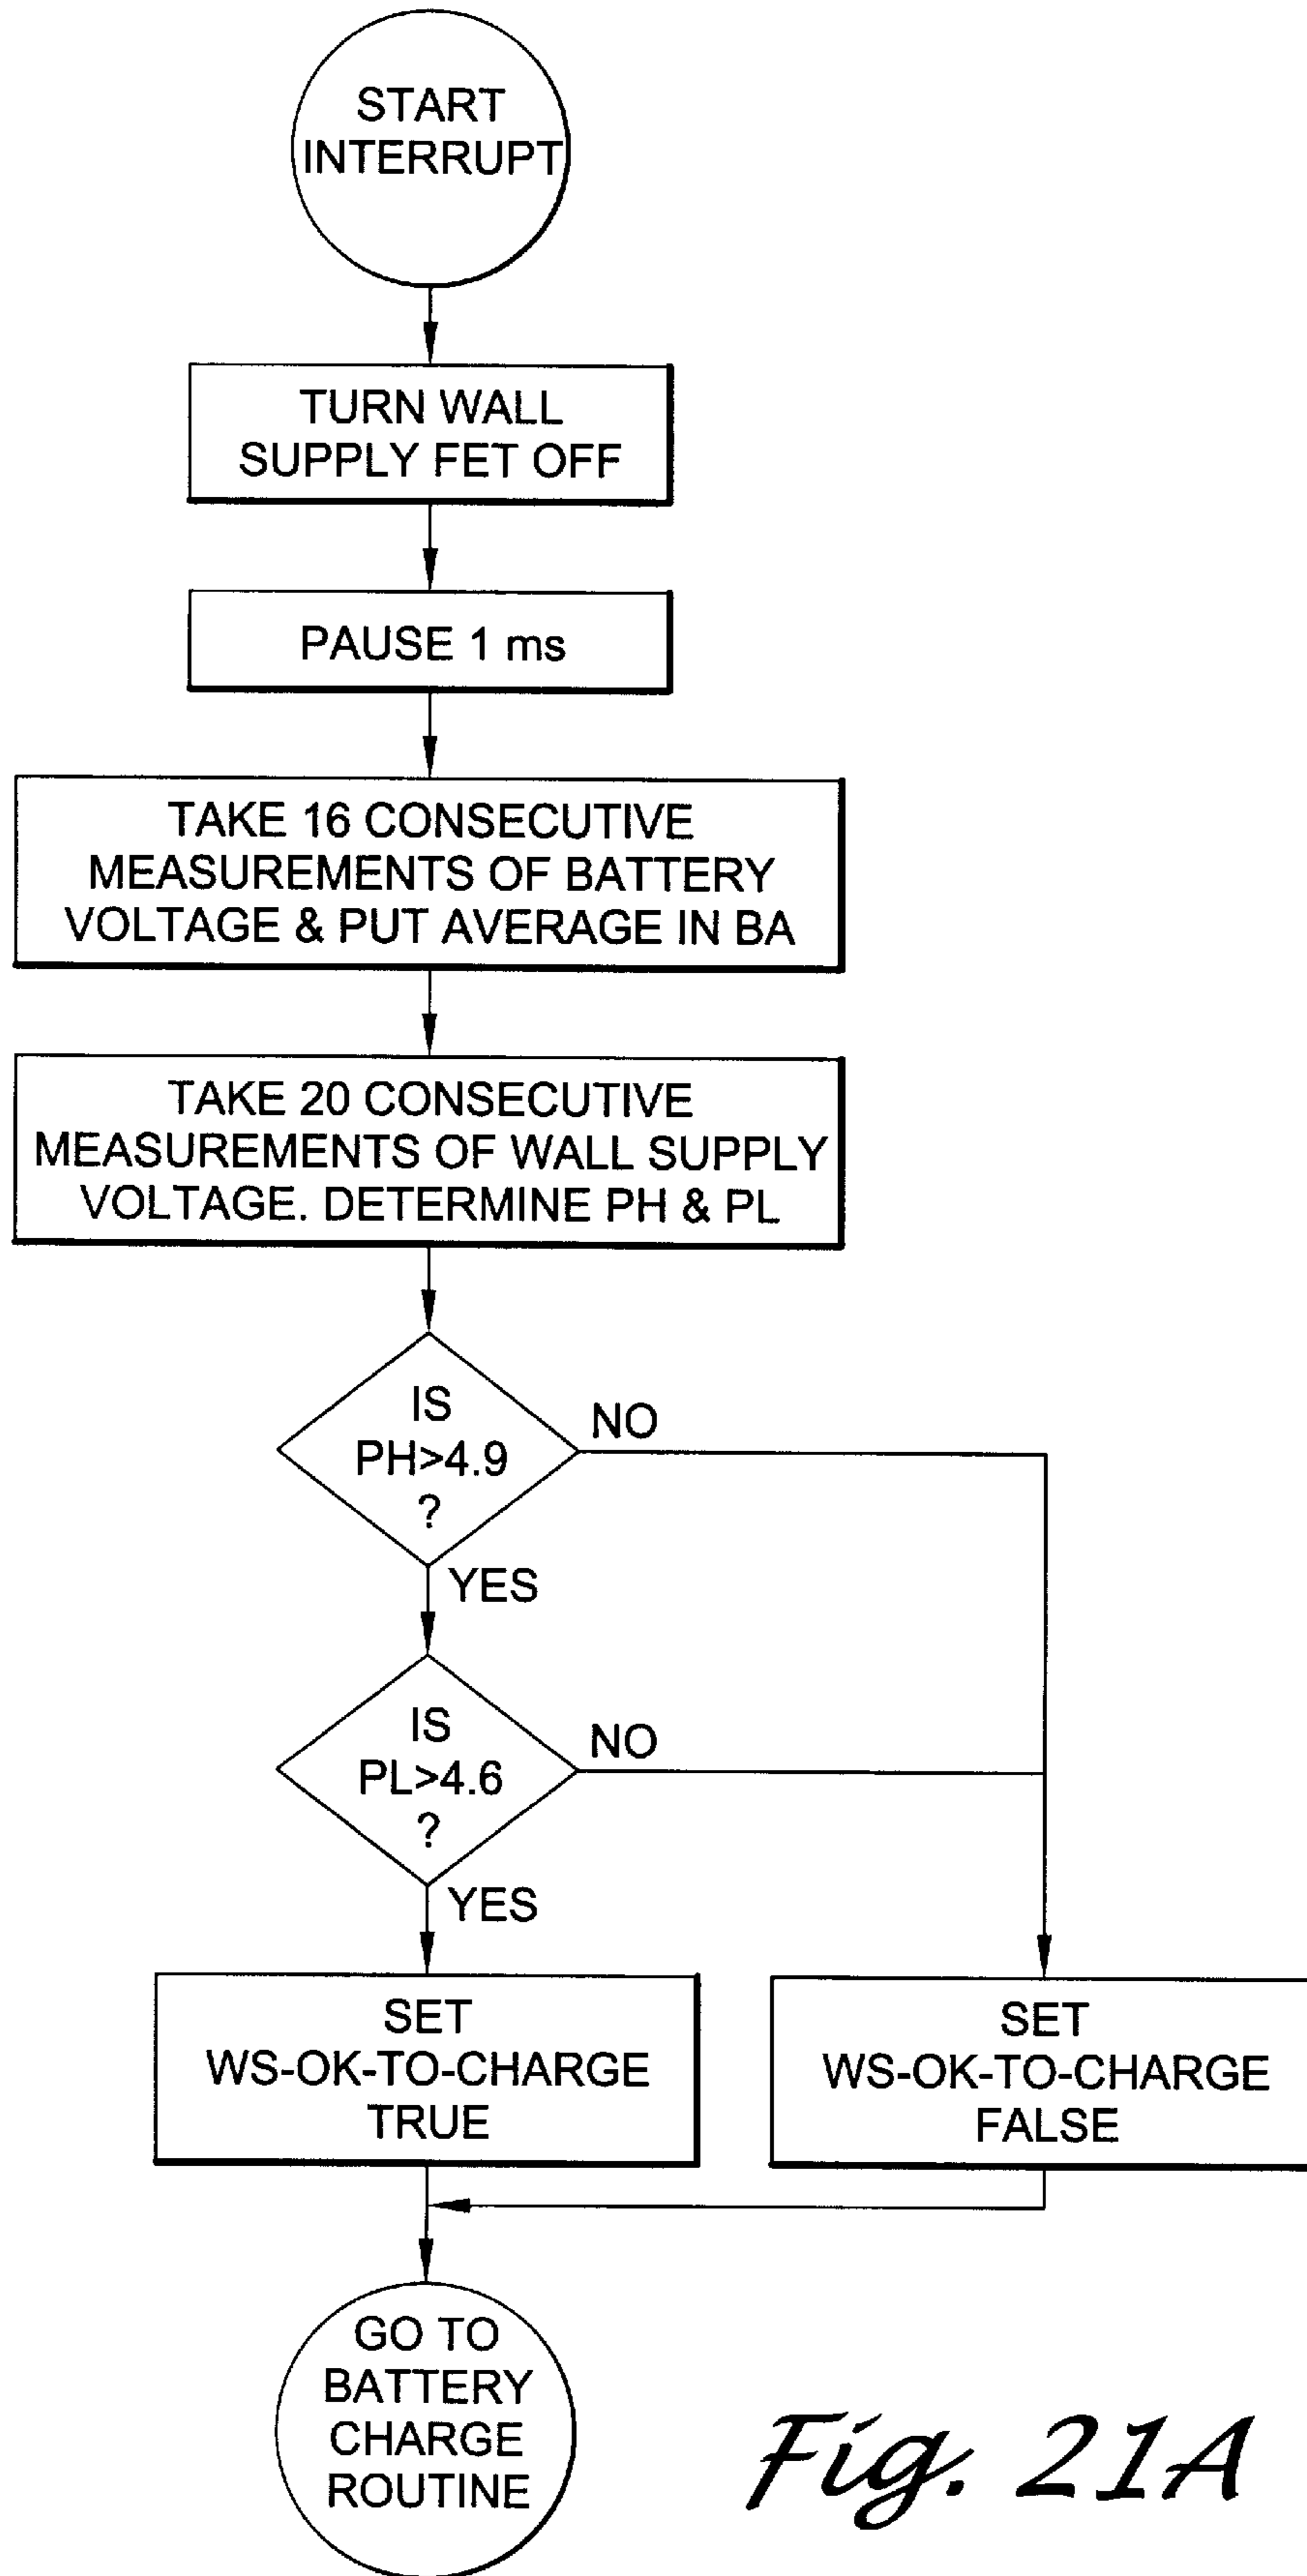 START
INTERRUPT
TURN WALL
SUPPLY FET OFF
PAUSE 1 ms
TAKE 16 CONSECUTIVE
MEASUREMENTS OF BATTERY
VOLTAGE & PUT AVERAGE IN BA
TAKE 20 CONSECUTIVE
MEASUREMENTS OF WALL SUPPLY
VOLTAGE. DETERMINE PH & PL
IS
PH>4.9
?
NO
YES
IS
PL>4.6
?
NO
YES
SET
WS-OK-TO-CHARGE
TRUE
SET
WS-OK-TO-CHARGE
FALSE
GO TO
BATTERY
CHARGE
ROUTINE
Fig. 21A